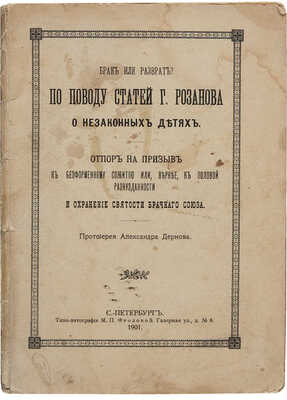 БРАКЪ ИЛИ РАЗВРАТЪ?
ПО ПОВОДУ СТАТЕЙ Г. РОЗАНОВА
О НЕЗАКОННЫХЪ ДѢТЯХЪ.
ОТПОРЪ НА ПРИЗЫВЪ
КЪ БЕЗФОРМЕННОМУ СОЖИТІЮ ИЛИ, ВѢРНѢЕ, КЪ ПОЛОВОЙ
РАЗНУЗДАННОСТИ
И ОХРАНЕНІЕ СВЯТОСТИ БРАЧНАГО СОЮЗА.
Протоіерея Александра Дернова.
С.-ПЕТЕРБУРГЪ.
Типо-литографія М. П. Фроловой. Галерная ул., д. № 6.
1901.